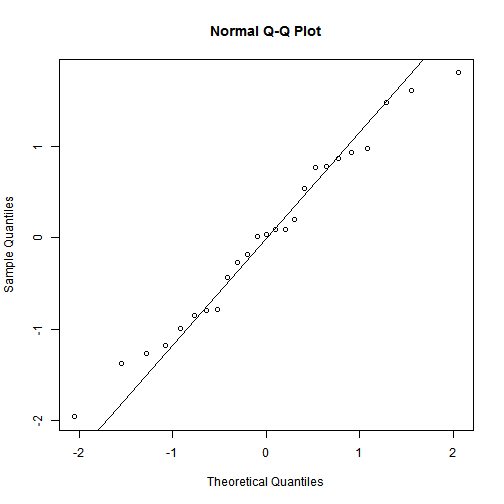 Normal Q-Q Plot
Sample Quantiles
1
0
-1
-2
-2 -1 0 1 2
Theoretical Quantiles